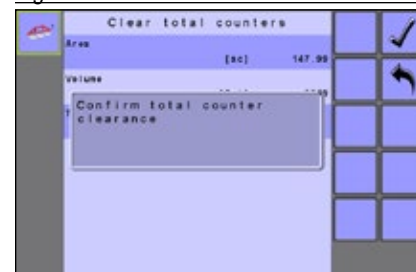 Clear total counters
Area
[ac] 147.99
Volume
Confirm total counter
clearance